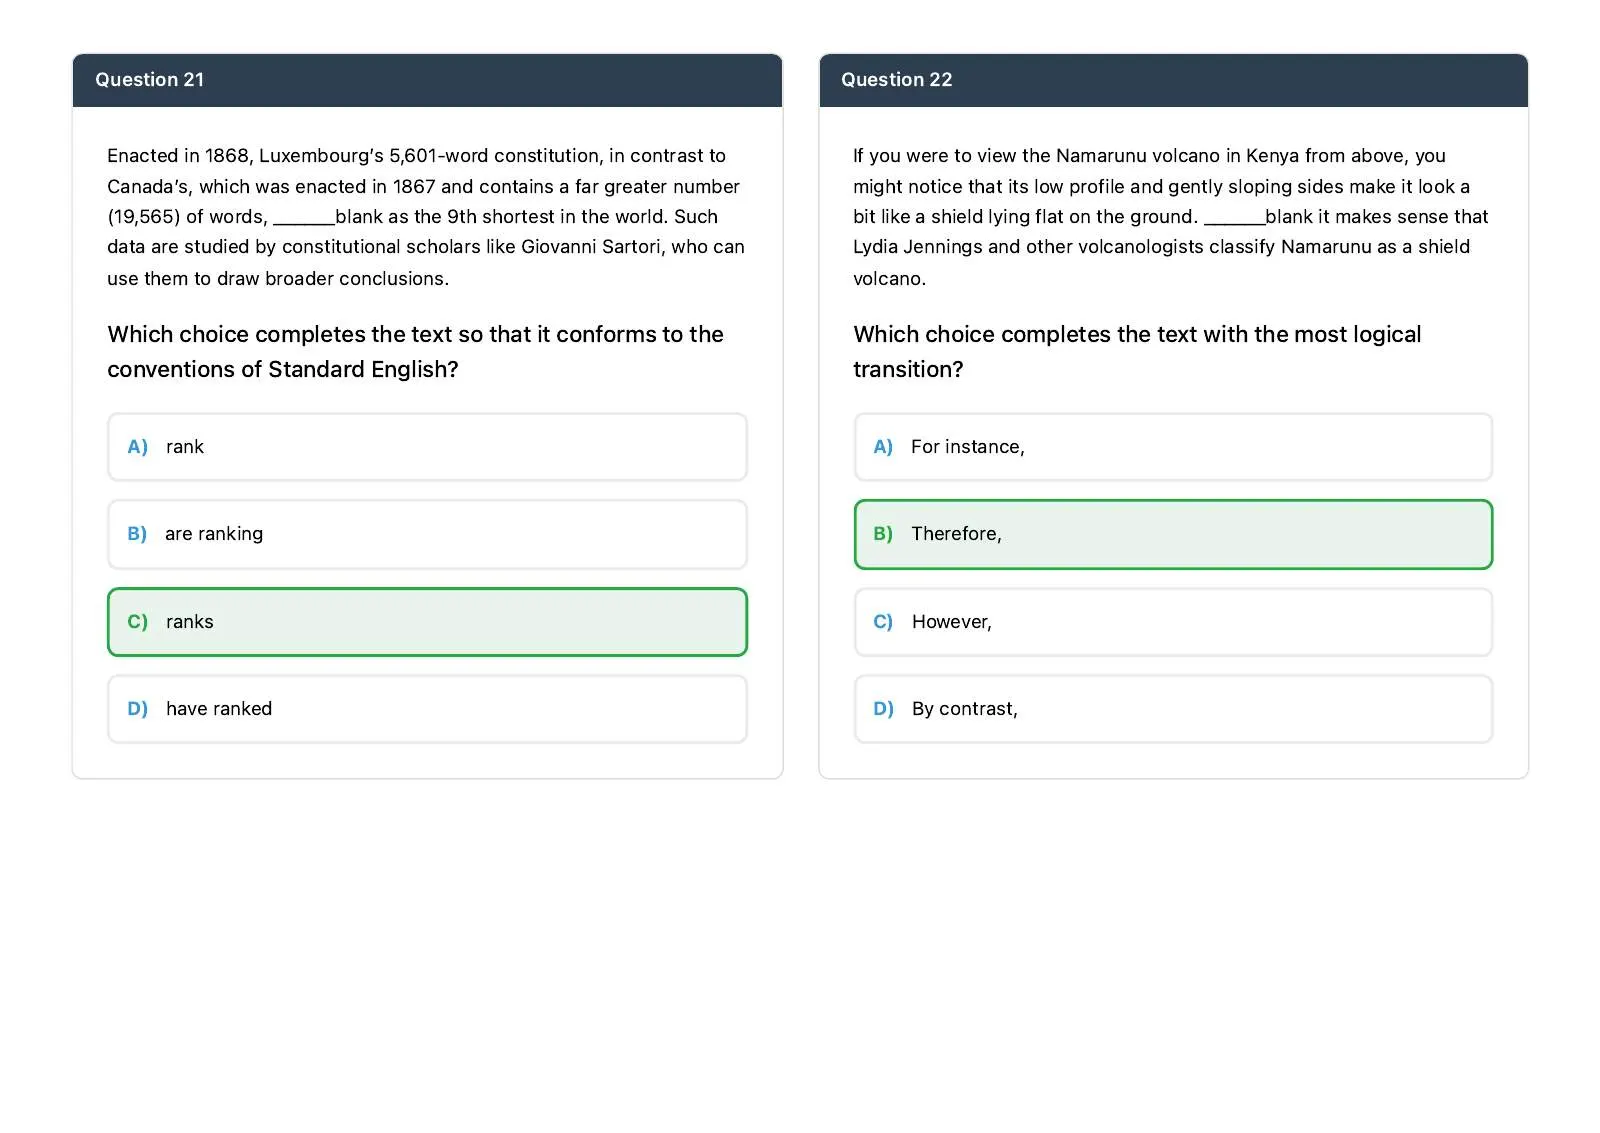 Question 21
Enacted in 1868, Luxembourg’s 5,601-word constitution, in contrast to
Canada’s, which was enacted in 1867 and contains a far greater number
(19,565) of words, ______blank as the 9th shortest in the world. Such
data are studied by constitutional scholars like Giovanni Sartori, who can
use them to draw broader conclusions.
Which choice completes the text so that it conforms to the
conventions of Standard English?
A) rank
B) are ranking
C) ranks
D) have ranked
Question 22
If you were to view the Namarunu volcano in Kenya from above, you
might notice that its low profile and gently sloping sides make it look a
bit like a shield lying flat on the ground. ______blank it makes sense that
Lydia Jennings and other volcanologists classify Namarunu as a shield
volcano.
Which choice completes the text with the most logical
transition?
A) For instance,
B) Therefore,
C) However,
D) By contrast,